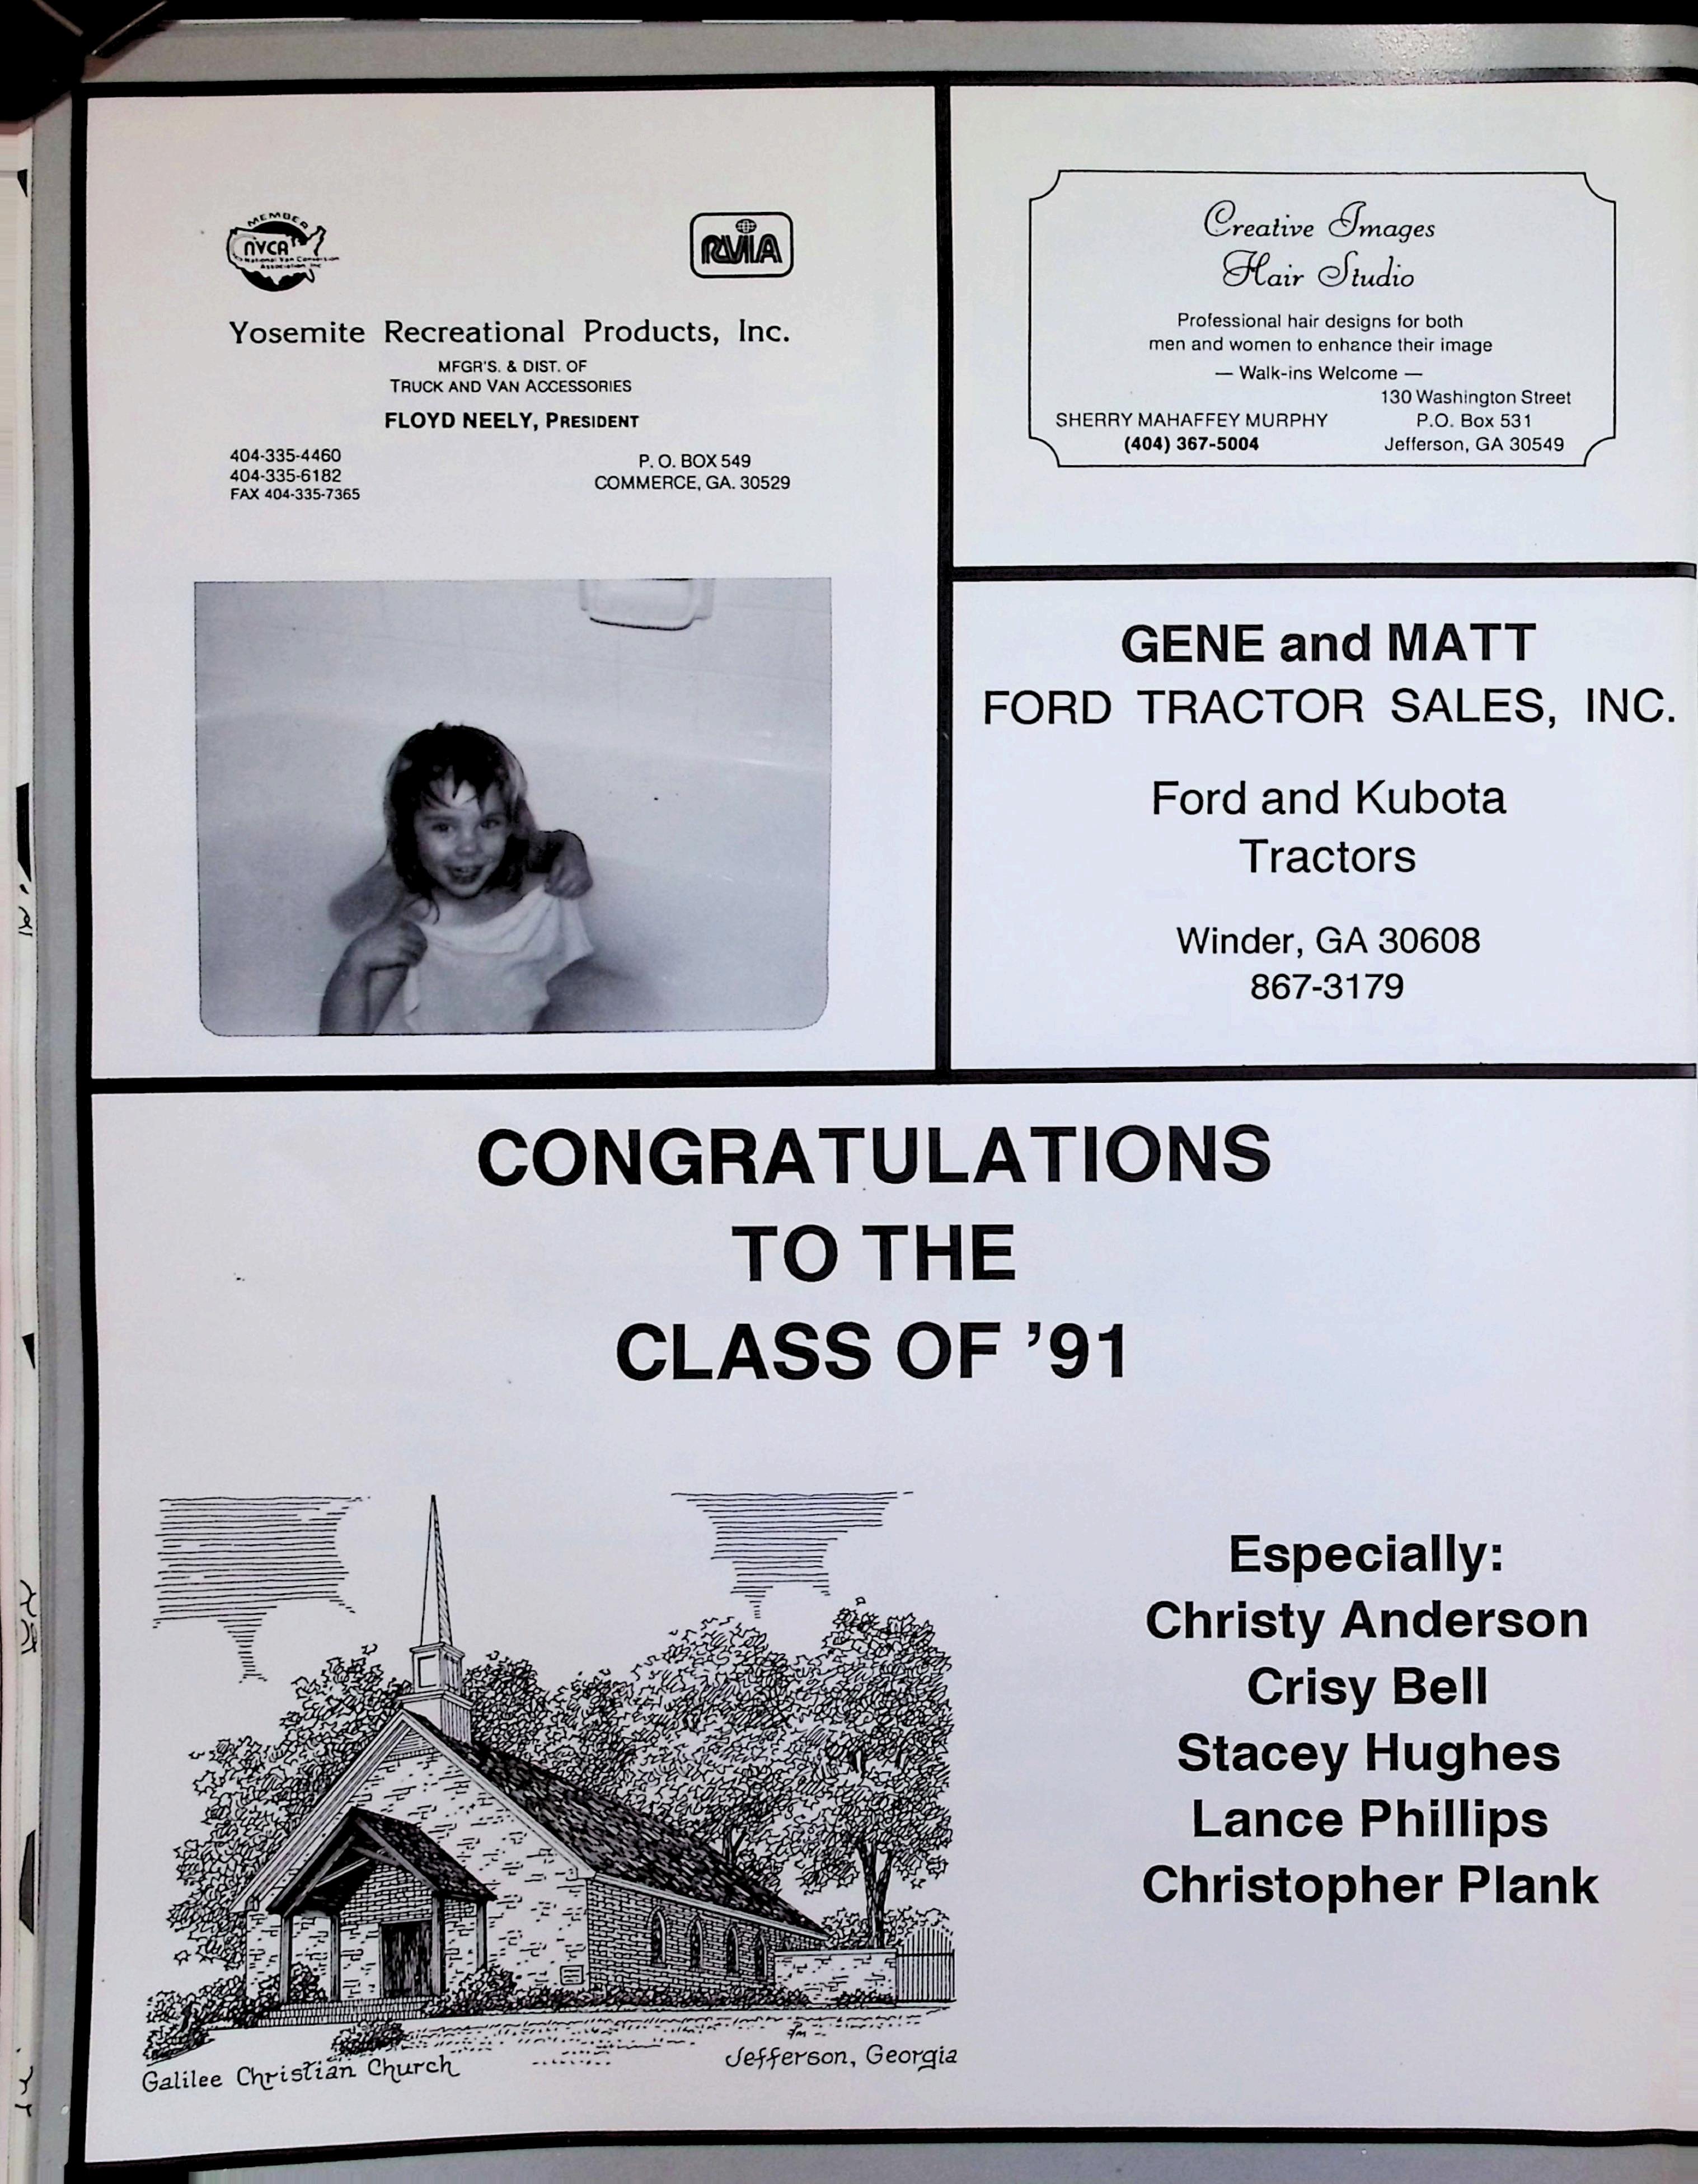 MEMBER
NVCA
National Van Conversion
Association, Inc
RVIA
Yosemite Recreational Products, Inc.
MFGR'S. & DIST. OF
TRUCK AND VAN ACCESSORIES
FLOYD NEELY, PRESIDENT
404-335-4460
404-335-6182
FAX 404-335-7365
P. O. BOX 549
COMMERCE, GA. 30529
Creative Images
Hair Studio
Professional hair designs for both
men and women to enhance their image
— Walk-ins Welcome —
SHERRY MAHAFFEY MURPHY
(404) 367-5004
130 Washington Street
P.O. Box 531
Jefferson, GA 30549
GENE and MATT
FORD TRACTOR SALES, INC.
Ford and Kubota
Tractors
Winder, GA 30608
867-3179
CONGRATULATIONS
TO THE
CLASS OF '91
Especially:
Christy Anderson
Crisy Bell
Stacey Hughes
Lance Phillips
Christopher Plank
Galilee Christian Church
Jefferson, Georgia